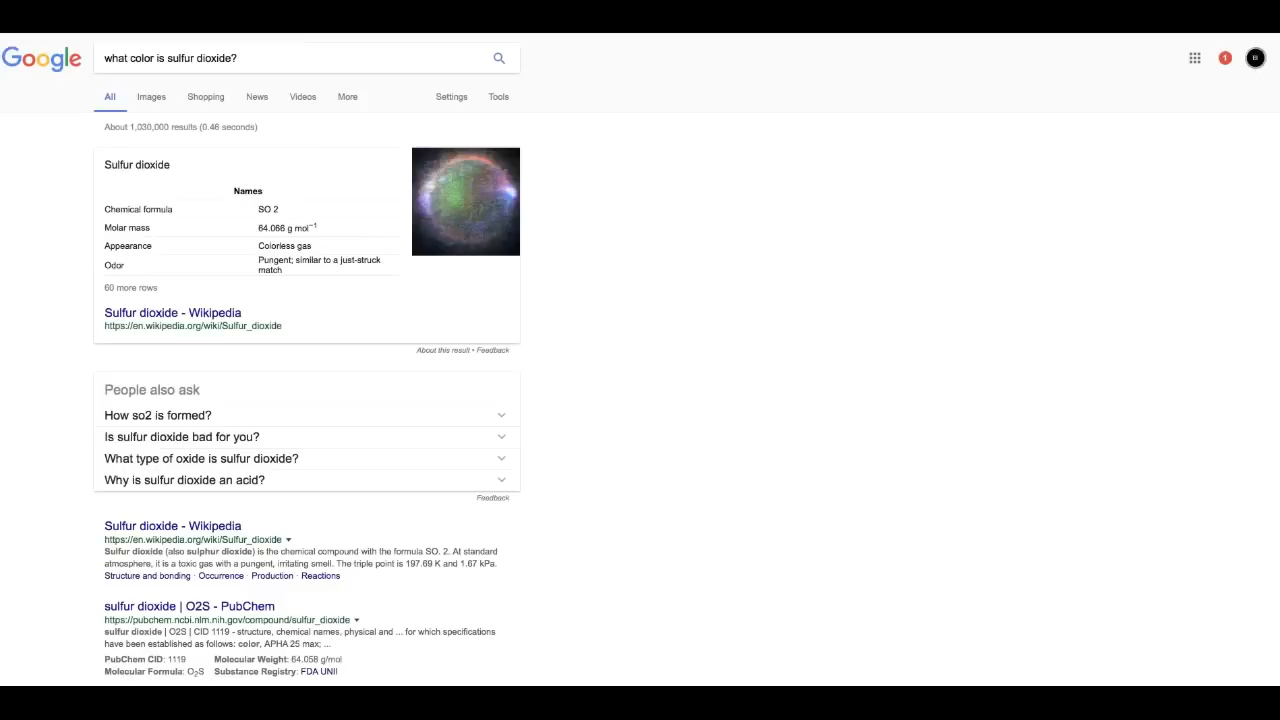 Google
what color is sulfur dioxide?
1
All Images Shopping News Videos More Settings Tools
About 1,030,000 results (0.46 seconds)
Sulfur dioxide
Names
Chemical formula SO 2
Molar mass 64.066 g mol−1
Appearance Colorless gas
Odor Pungent; similar to a just-struck
match
60 more rows
Sulfur dioxide - Wikipedia
https://en.wikipedia.org/wiki/Sulfur_dioxide
About this result • Feedback
People also ask
How so2 is formed?
Is sulfur dioxide bad for you?
What type of oxide is sulfur dioxide?
Why is sulfur dioxide an acid?
Feedback
Sulfur dioxide - Wikipedia
https://en.wikipedia.org/wiki/Sulfur_dioxide
Sulfur dioxide (also sulphur dioxide) is the chemical compound with the formula SO. 2. At standard
atmosphere, it is a toxic gas with a pungent, irritating smell. The triple point is 197.69 K and 1.67 kPa.
Structure and bonding · Occurrence · Production · Reactions
sulfur dioxide | O2S - PubChem
https://pubchem.ncbi.nlm.nih.gov/compound/sulfur_dioxide
sulfur dioxide | O2S | CID 1119 - structure, chemical names, physical and ... for which specifications
have been established as follows: color, APHA 25 max; ...
PubChem CID: 1119 Molecular Weight: 64.058 g/mol
Molecular Formula: O2S Substance Registry: FDA UNII